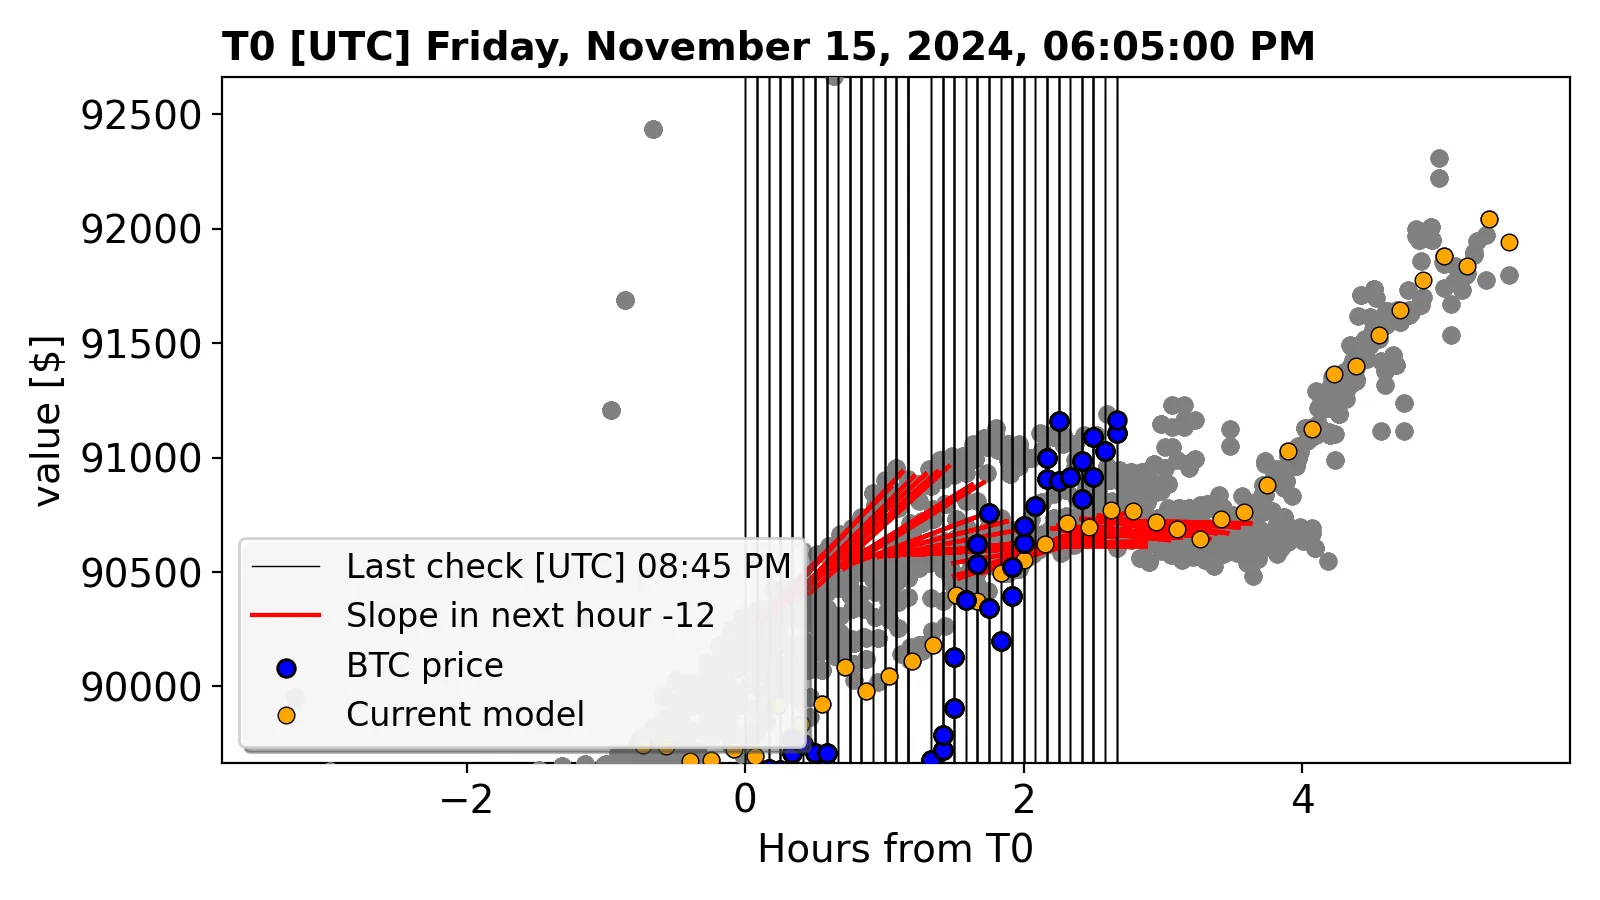 T0 [UTC] Friday, November 15, 2024, 06:05:00 PM
value [$]
92500
92000
91500
91000
90500
90000
Last check [UTC] 08:45 PM
Slope in next hour -12
BTC price
Current model
−2 0 2 4
Hours from T0